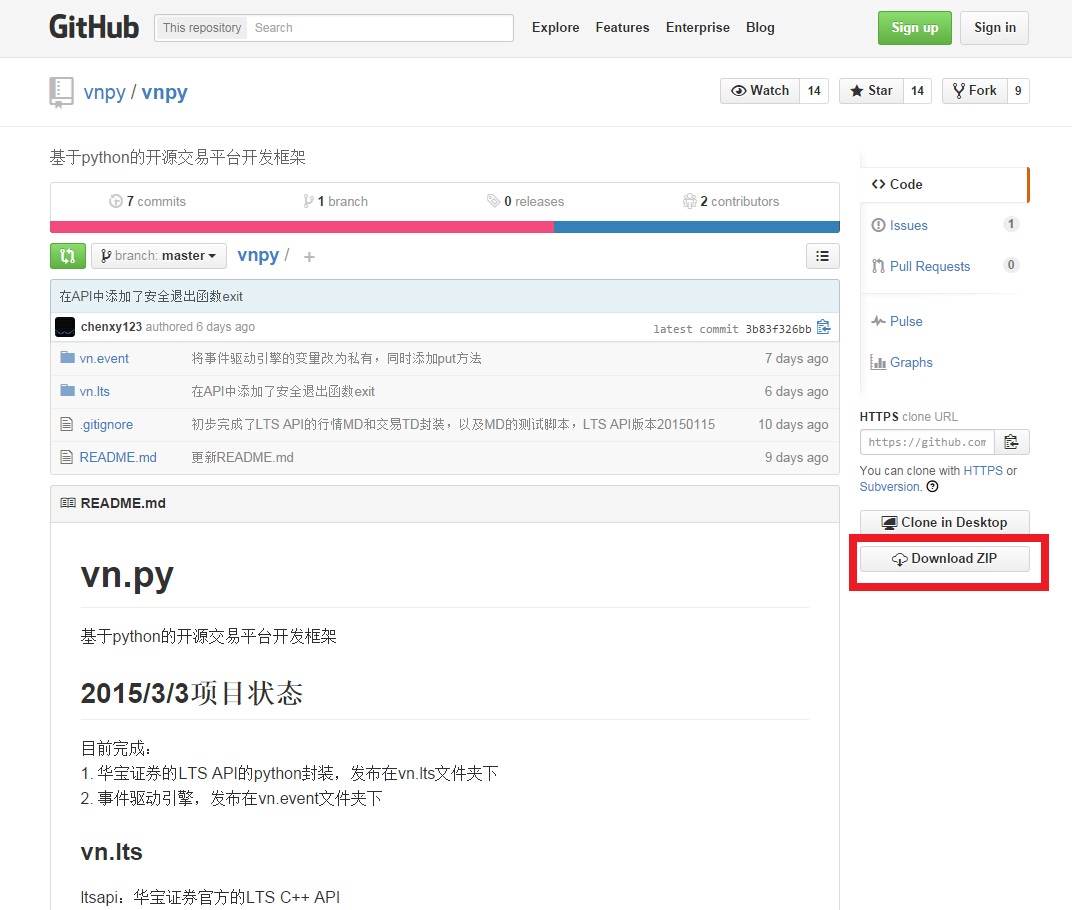 GitHub This repository Search Explore Features Enterprise Blog Sign up Sign in
vnpy / vnpy Watch 14 Star 14 Fork 9
基于python的开源交易平台开发框架
7 commits 1 branch 0 releases 2 contributors
branch: master vnpy / +
在API中添加了安全退出函数exit
chenxy123 authored 6 days ago latest commit 3b83f326bb
vn.event 将事件驱动引擎的变量改为私有，同时添加put方法 7 days ago
vn.lts 在API中添加了安全退出函数exit 6 days ago
.gitignore 初步完成了LTS API的行情MD和交易TD封装，以及MD的测试脚本，LTS API版本20150115 10 days ago
README.md 更新README.md 9 days ago
README.md
vn.py
基于python的开源交易平台开发框架
2015/3/3项目状态
目前完成：
1. 华宝证券的LTS API的python封装，发布在vn.lts文件夹下
2. 事件驱动引擎，发布在vn.event文件夹下
vn.lts
ltsapi：华宝证券官方的LTS C++ API
Code
Issues 1
Pull Requests 0
Pulse
Graphs
HTTPS clone URL
https://github.com
You can clone with HTTPS or
Subversion.
Clone in Desktop
Download ZIP